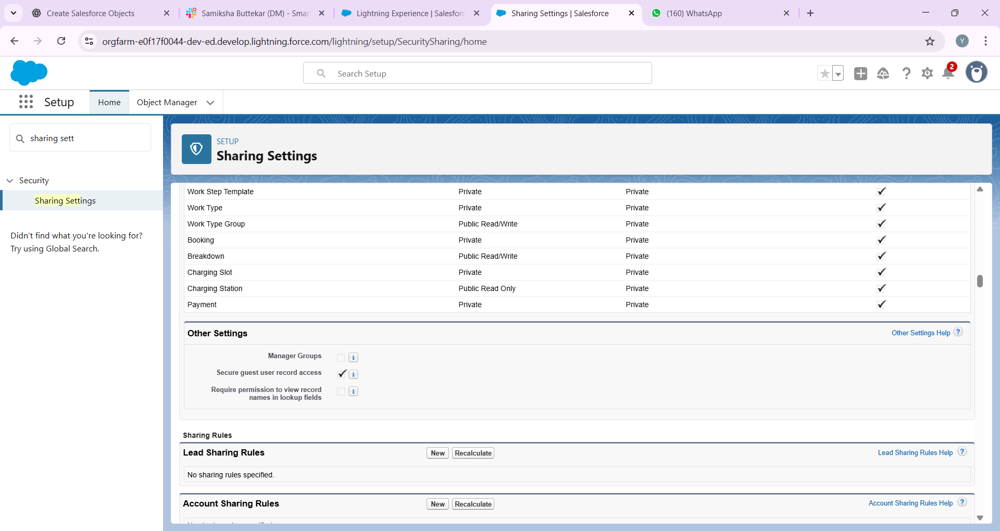 Create Salesforce Objects
Samiksha Buttekar (DM) - Smar
Lightning Experience | Salesforc
Sharing Settings | Salesforce
(160) WhatsApp
orgfarm-e0f17f0044-dev-ed.develop.lightning.force.com/lightning/setup/SecuritySharing/home
Y
Search Setup
2
Setup
Home
Object Manager
sharing sett
SETUP
Sharing Settings
Security
Sharing Settings
Didn't find what you're looking for?
Try using Global Search.
Work Step Template Private Private
Work Type Private Private
Work Type Group Public Read/Write Private
Booking Private Private
Breakdown Public Read/Write Private
Charging Slot Private Private
Charging Station Public Read Only Private
Payment Private Private
Other Settings
Other Settings Help ?
Manager Groups i
Secure guest user record access i
Require permission to view record
names in lookup fields i
Sharing Rules
Lead Sharing Rules New Recalculate Lead Sharing Rules Help ?
No sharing rules specified.
Account Sharing Rules New Recalculate Account Sharing Rules Help ?